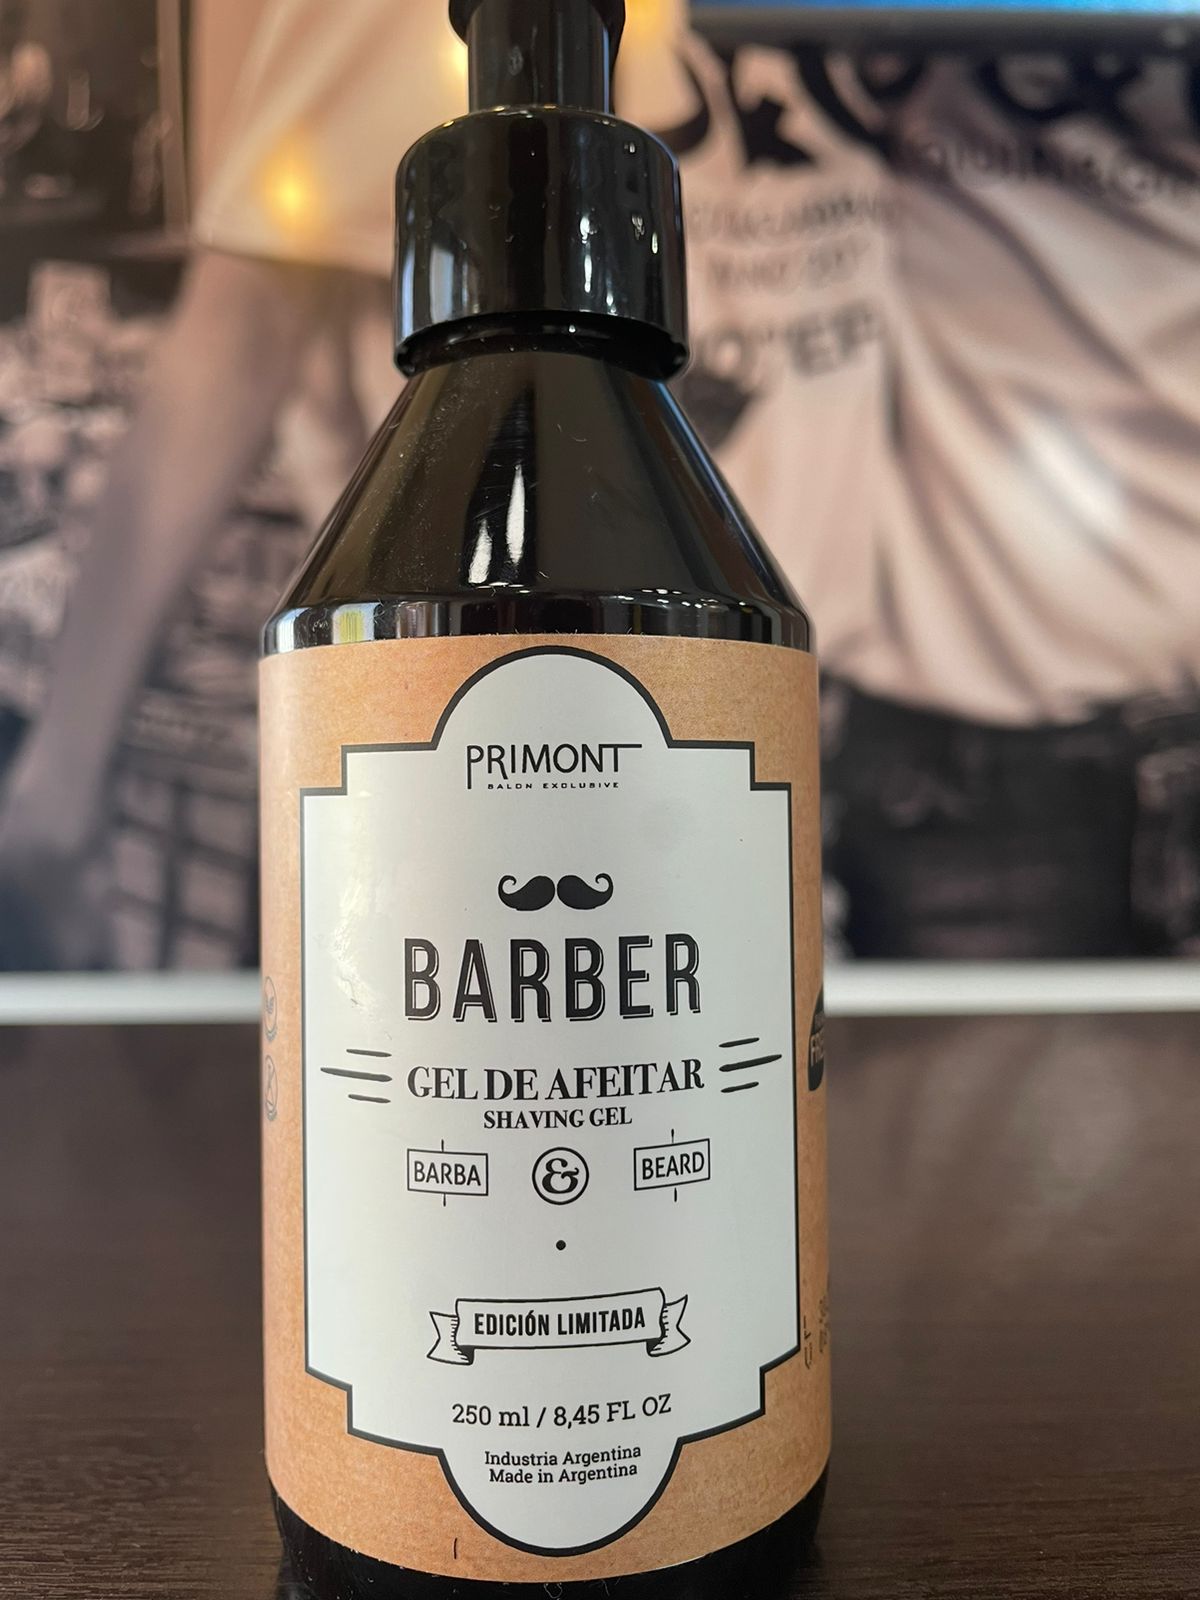 PRIMONT
SALON EXCLUSIVE
BARBER
GEL DE AFEITAR
SHAVING GEL
BARBA & BEARD
EDICIÓN LIMITADA
250 ml / 8,45 FL OZ
Industria Argentina
Made in Argentina